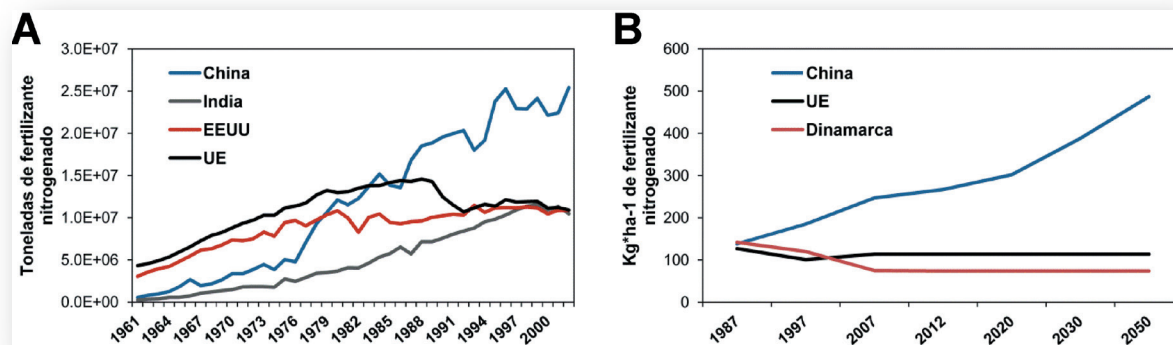 A
Toneladas de fertilizante
nitrogenado
3.0E+07
2.5E+07
2.0E+07
1.5E+07
1.0E+07
5.0E+06
0.0E+00
China
India
EEUU
UE
1961
1964
1967
1970
1973
1976
1979
1982
1985
1988
1991
1994
1997
2000
B
Kg*ha-1 de fertilizante
nitrogenado
600
500
400
300
200
100
0
China
UE
Dinamarca
1987
1997
2007
2012
2020
2030
2050